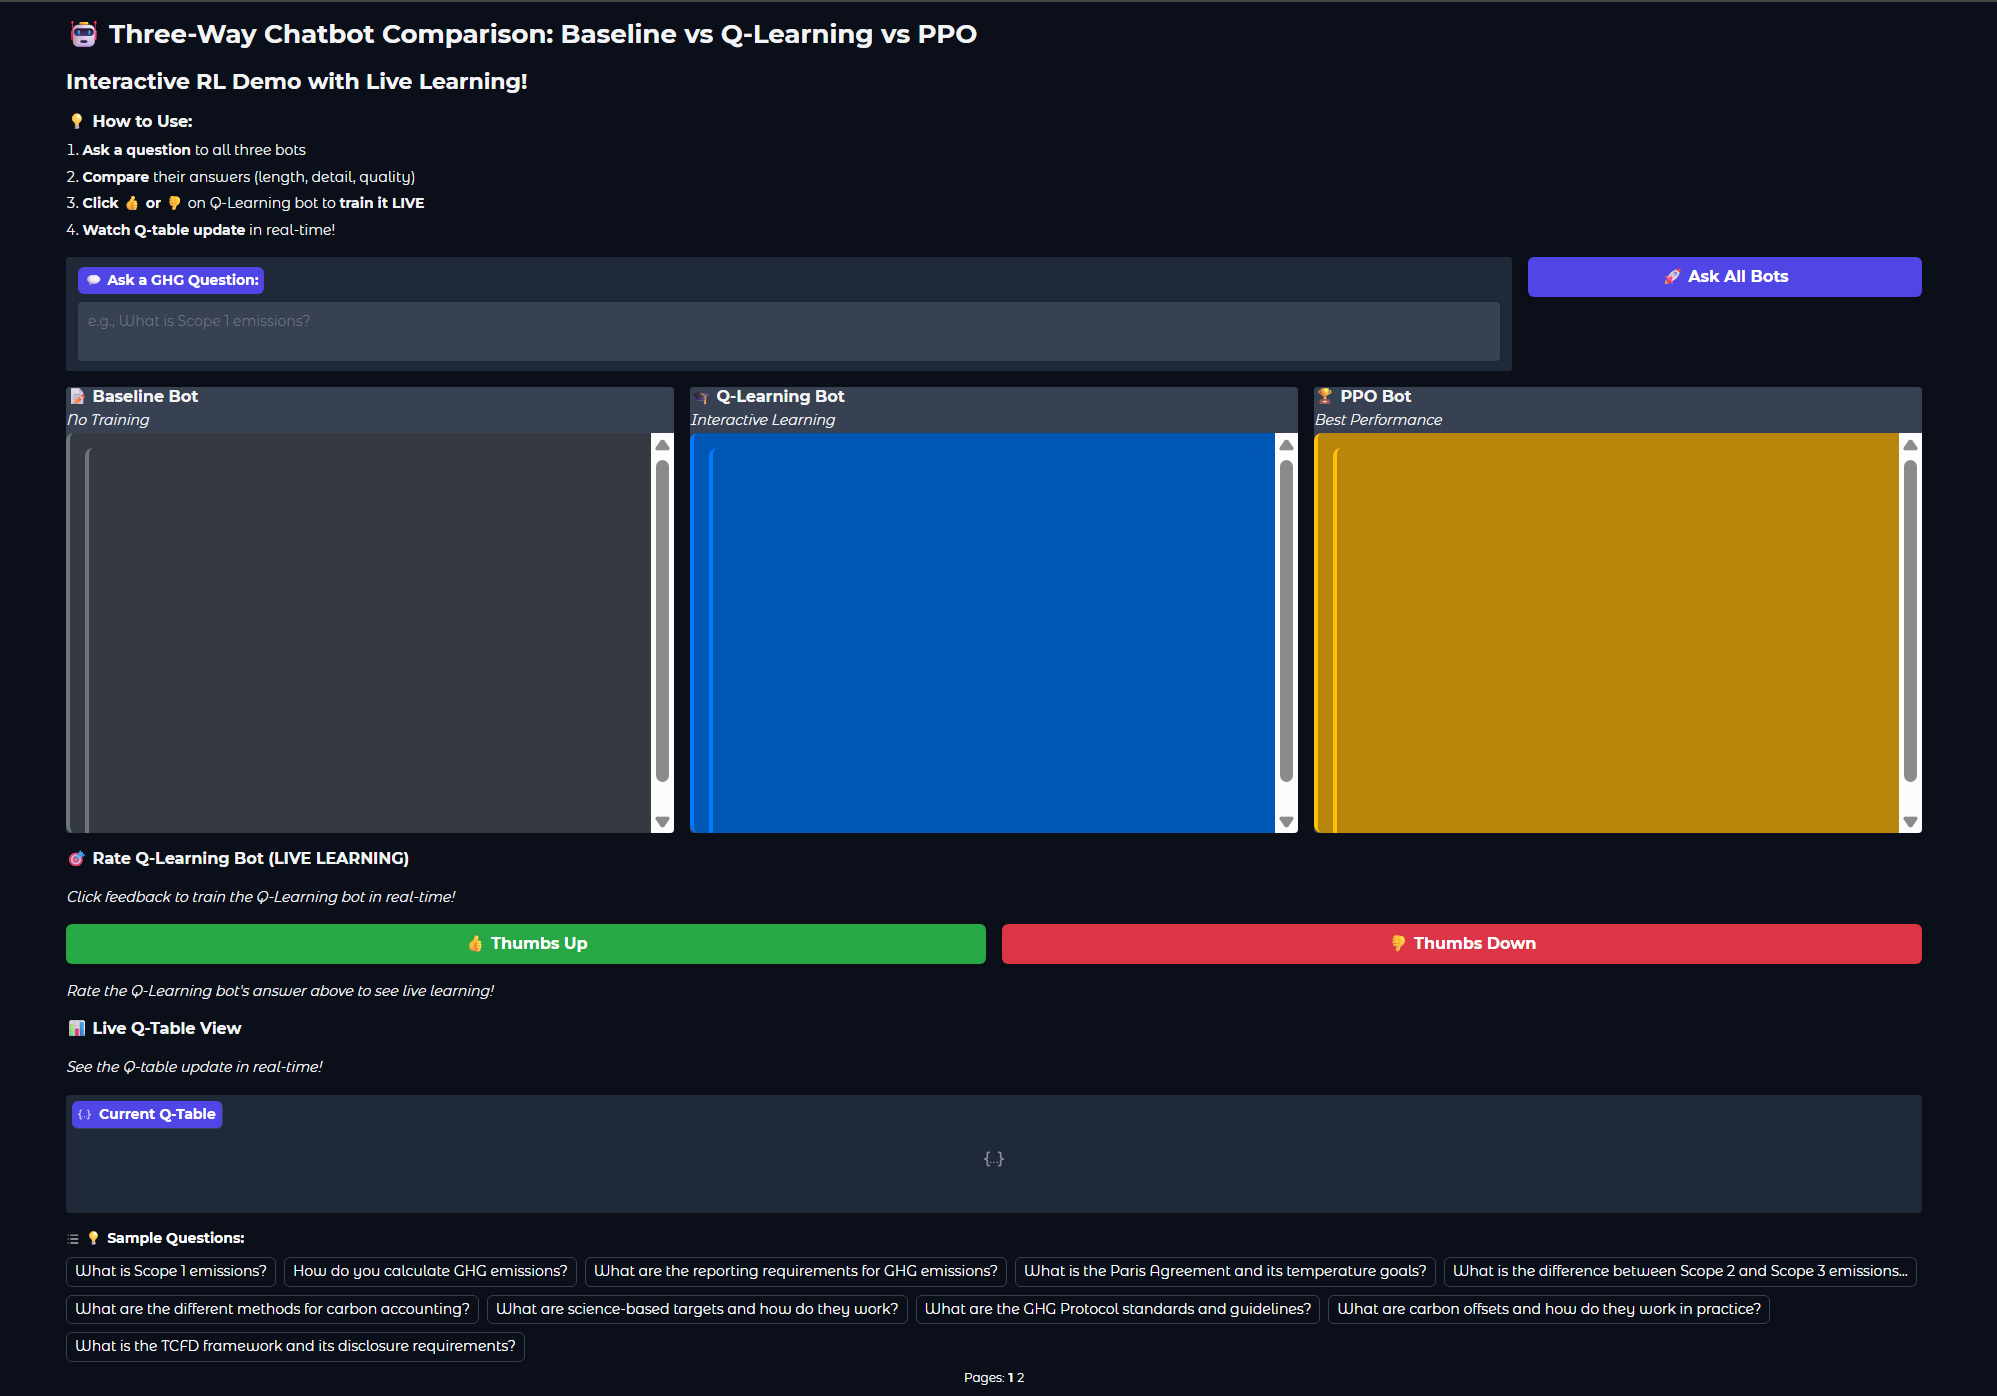 🤖 Three-Way Chatbot Comparison: Baseline vs Q-Learning vs PPO
Interactive RL Demo with Live Learning!
💡 How to Use:
1. Ask a question to all three bots
2. Compare their answers (length, detail, quality)
3. Click 👍 or 👎 on Q-Learning bot to train it LIVE
4. Watch Q-table update in real-time!
💬 Ask a GHG Question:
🚀 Ask All Bots
e.g., What is Scope 1 emissions?
📝 Baseline Bot
No Training
🎓 Q-Learning Bot
Interactive Learning
🏆 PPO Bot
Best Performance
🎯 Rate Q-Learning Bot (LIVE LEARNING)
Click feedback to train the Q-Learning bot in real-time!
👍 Thumbs Up
👎 Thumbs Down
Rate the Q-Learning bot's answer above to see live learning!
📊 Live Q-Table View
See the Q-table update in real-time!
{..} Current Q-Table
{..}
💡 Sample Questions:
What is Scope 1 emissions?
How do you calculate GHG emissions?
What are the reporting requirements for GHG emissions?
What is the Paris Agreement and its temperature goals?
What is the difference between Scope 2 and Scope 3 emissions...
What are the different methods for carbon accounting?
What are science-based targets and how do they work?
What are the GHG Protocol standards and guidelines?
What are carbon offsets and how do they work in practice?
What is the TCFD framework and its disclosure requirements?
Pages: 1 2